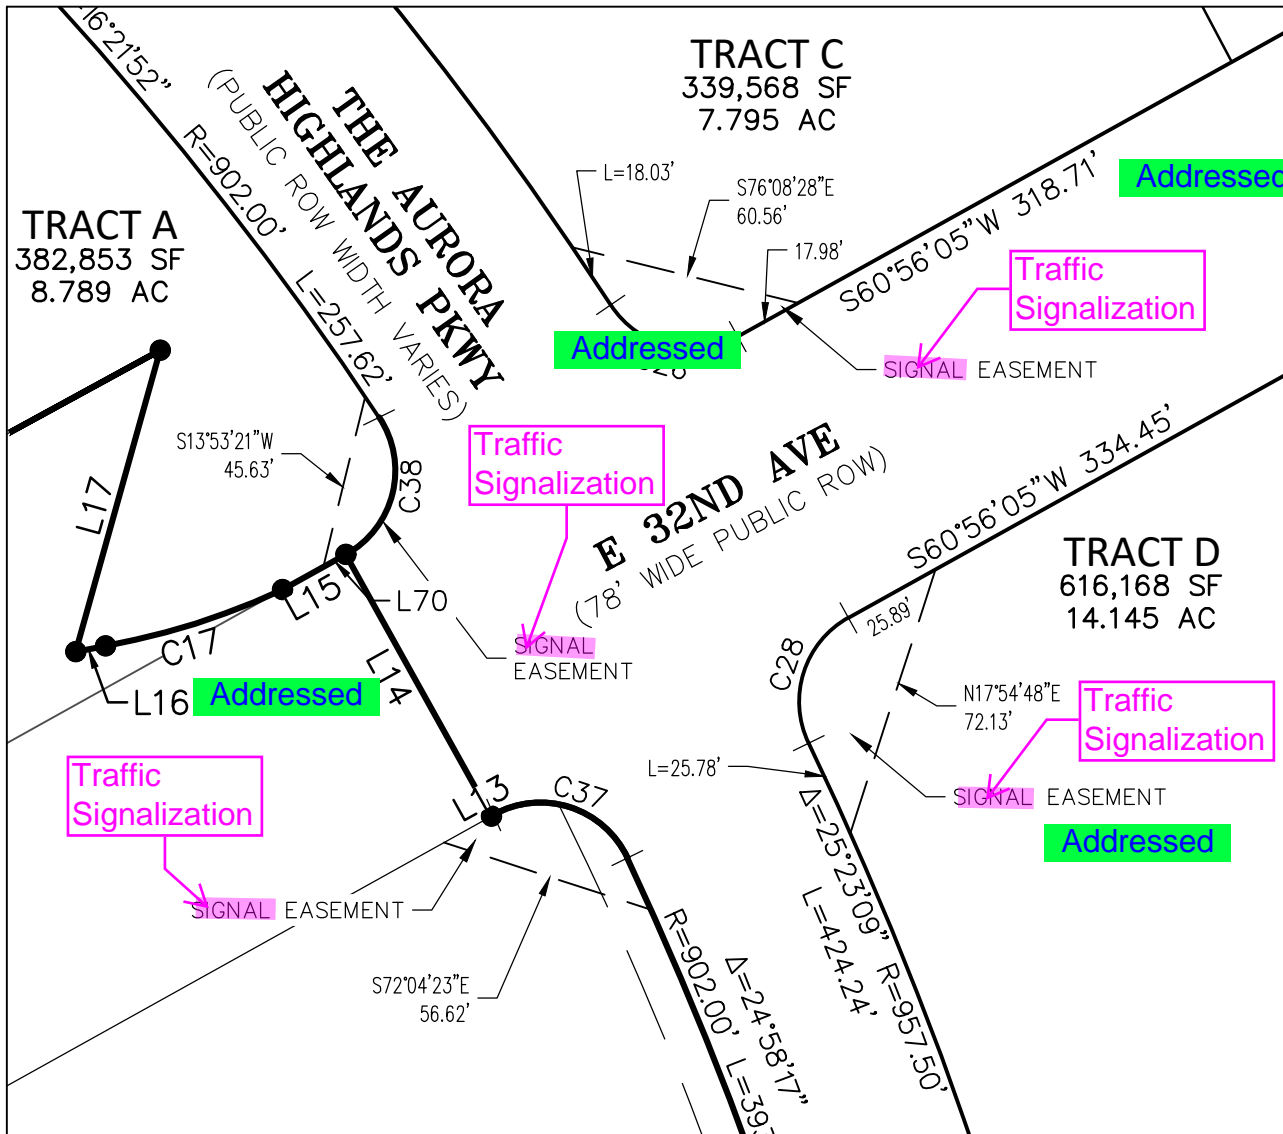 16°21'52"
R=902.00'
L=257.62'
THE AURORA
HIGHLANDS PKWY
(PUBLIC ROW WIDTH VARIES)
TRACT C
339,568 SF
7.795 AC
L=18.03'
S76°08'28"E
60.56'
17.98'
S60°56'05"W 318.71'
Addressed
Traffic
Signalization
SIGNAL EASEMENT
Addressed
TRACT A
382,853 SF
8.789 AC
S13°53'21"W
45.63'
C38
L17
L15
L70
C17
L16
Addressed
L14
Traffic
Signalization
SIGNAL
EASEMENT
E 32ND AVE
(78' WIDE PUBLIC ROW)
S60°56'05"W 334.45'
TRACT D
616,168 SF
14.145 AC
25.89'
C28
N17°54'48"E
72.13'
Traffic
Signalization
SIGNAL EASEMENT
Addressed
L=25.78'
Δ=25°23'09" R=957.50'
L=424.24'
Traffic
Signalization
SIGNAL EASEMENT
L13
C37
S72°04'23"E
56.62'
Δ=24°58'17"
R=902.00'